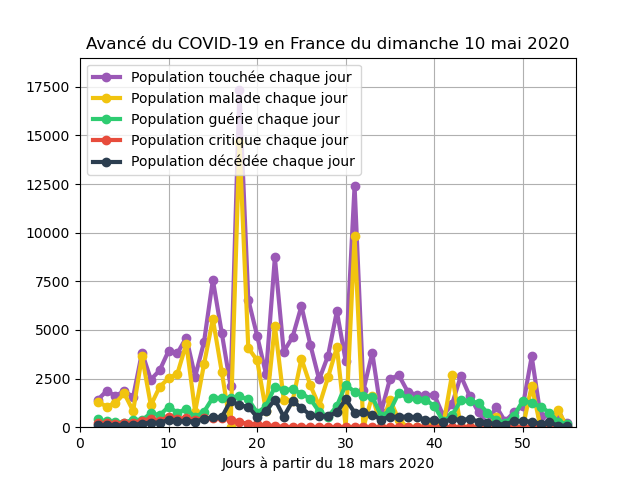 Avancé du COVID-19 en France du dimanche 10 mai 2020
Population touchée chaque jour
Population malade chaque jour
Population guérie chaque jour
Population critique chaque jour
Population décédée chaque jour
17500
15000
12500
10000
7500
5000
2500
0
0 10 20 30 40 50
Jours à partir du 18 mars 2020